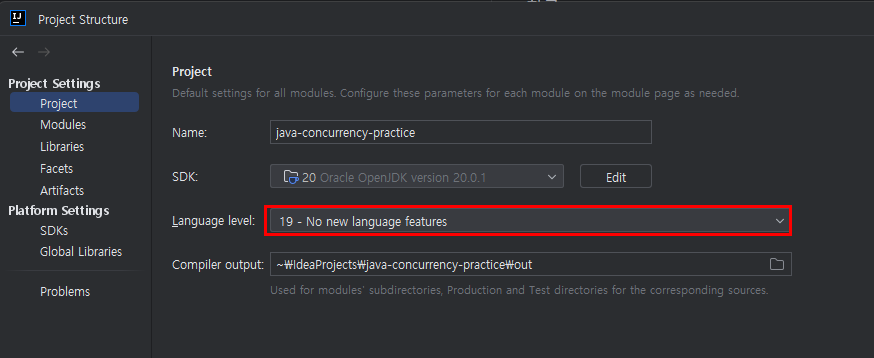 IJ Project Structure
Project Settings
Project
Modules
Libraries
Facets
Artifacts
Platform Settings
SDKs
Global Libraries
Problems
Project
Default settings for all modules. Configure these parameters for each module on the module page as needed.
Name: java-concurrency-practice
SDK: 20 Oracle OpenJDK version 20.0.1 Edit
Language level: 19 - No new language features
Compiler output: ~₩IdeaProjects₩java-concurrency-practice₩out
Used for modules' subdirectories, Production and Test directories for the corresponding sources.